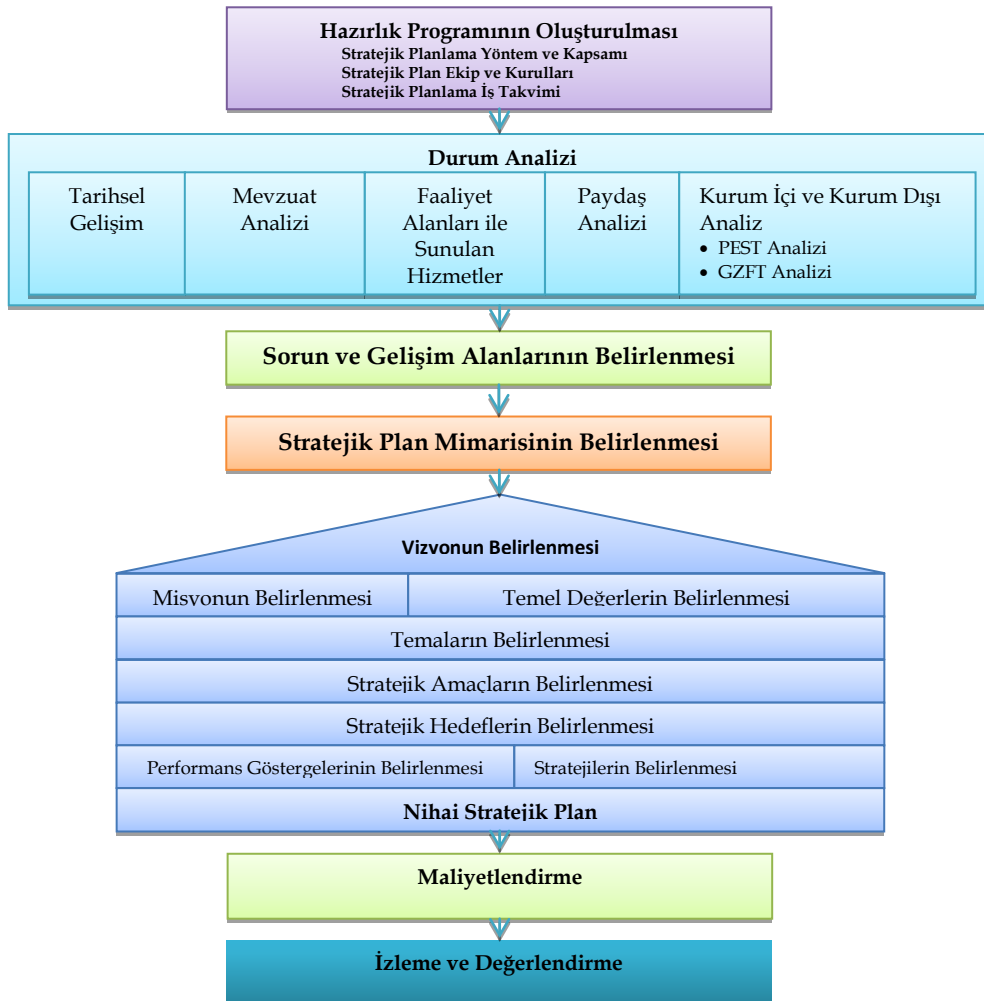 Hazırlık Programının Oluşturulması
Stratejik Planlama Yöntem ve Kapsamı
Stratejik Plan Ekip ve Kurulları
Stratejik Planlama İş Takvimi
Durum Analizi
Tarihsel
Gelişim
Mevzuat
Analizi
Faaliyet
Alanları ile
Sunulan
Hizmetler
Paydaş
Analizi
Kurum İçi ve Kurum Dışı
Analiz
• PEST Analizi
• GZFT Analizi
Sorun ve Gelişim Alanlarının Belirlenmesi
Stratejik Plan Mimarisinin Belirlenmesi
Vizyonun Belirlenmesi
Misyonun Belirlenmesi
Temel Değerlerin Belirlenmesi
Temaların Belirlenmesi
Stratejik Amaçların Belirlenmesi
Stratejik Hedeflerin Belirlenmesi
Performans Göstergelerinin Belirlenmesi
Stratejilerin Belirlenmesi
Nihai Stratejik Plan
Maliyetlendirme
İzleme ve Değerlendirme